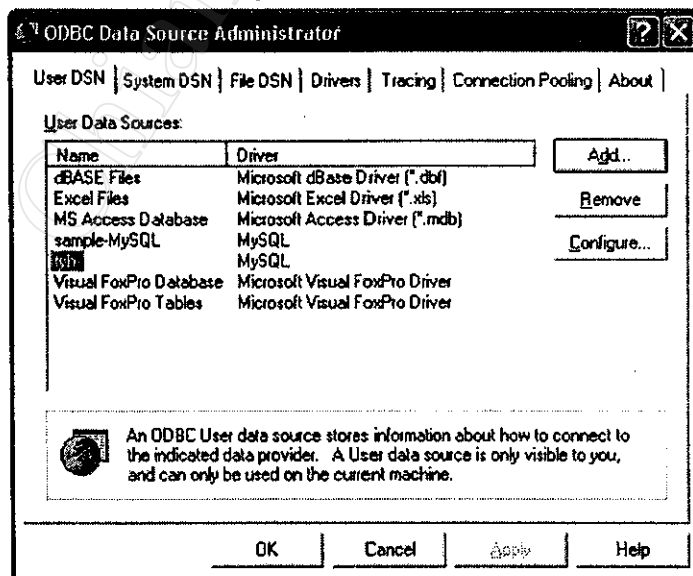 ODBC Data Source Administrator
User DSN System DSN File DSN Drivers Tracing Connection Pooling About
User Data Sources:
Name Driver Add...
dBASE Files Microsoft dBase Driver (*.dbf)
Excel Files Microsoft Excel Driver (*.xls) Remove
MS Access Database Microsoft Access Driver (*.mdb)
sample-MySQL MySQL Configure...
MySQL
Visual FoxPro Database Microsoft Visual FoxPro Driver
Visual FoxPro Tables Microsoft Visual FoxPro Driver
An ODBC User data source stores information about how to connect to
the indicated data provider. A User data source is only visible to you,
and can only be used on the current machine.
OK Cancel Apply Help